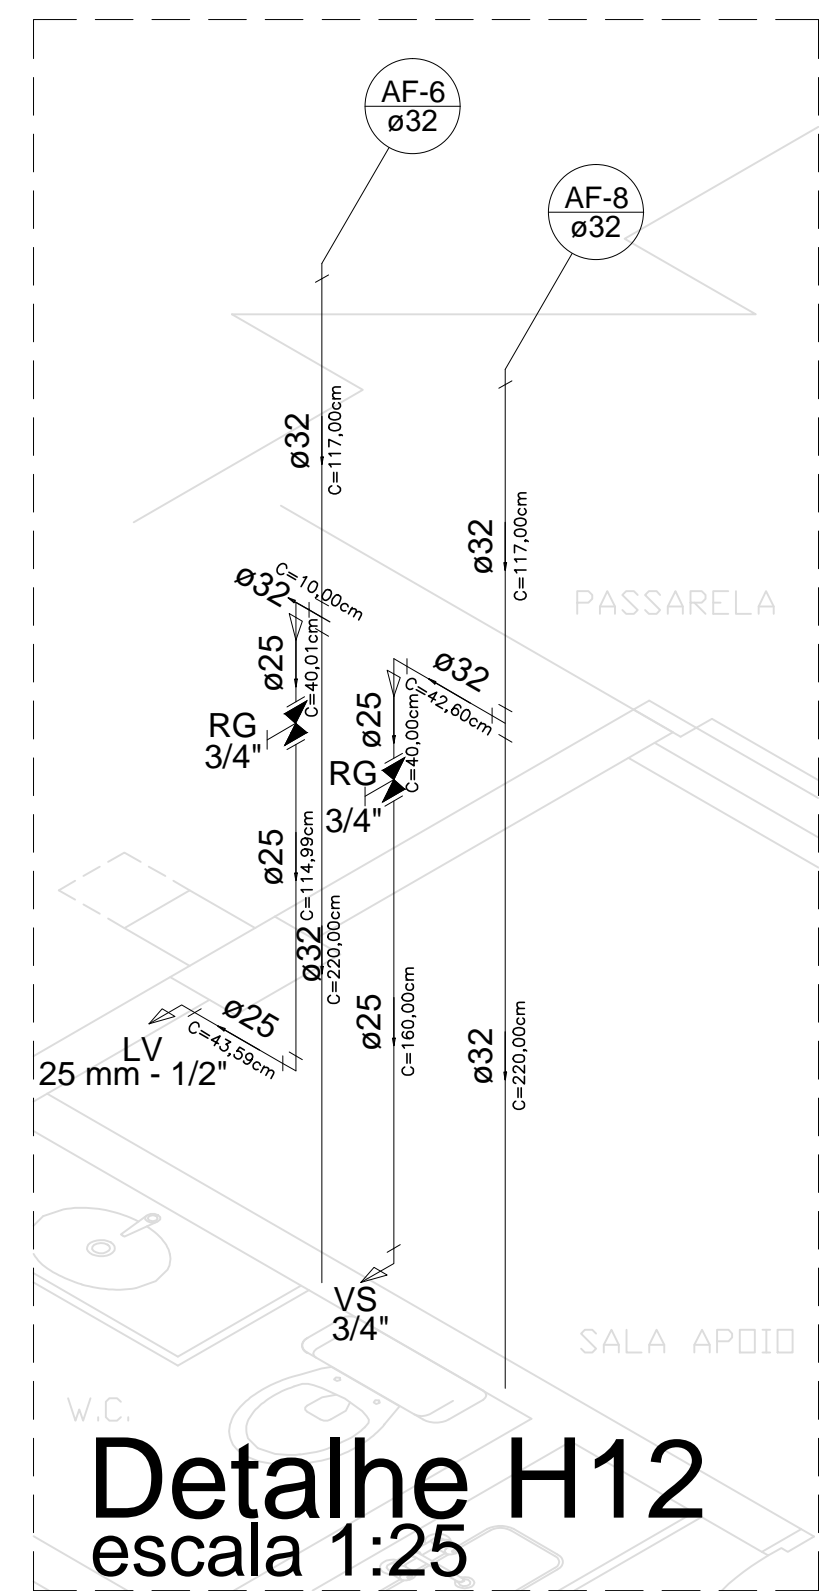 AF-6
ø32
AF-8
ø32
ø32
C=117,00cm
ø32
C=117,00cm
C=10,00cm
ø32
PASSARELA
ø25
C=40,01cm
ø32
C=42,60cm
ø25
C=40,00cm
RG
3/4"
RG
3/4"
ø25
C=114,99cm
ø32
C=220,00cm
ø25
C=160,00cm
ø25
C=43,59cm
ø32
C=220,00cm
LV
25 mm - 1/2"
VS
3/4"
SALA APOIO
W.C.
Detalhe H12
escala 1:25